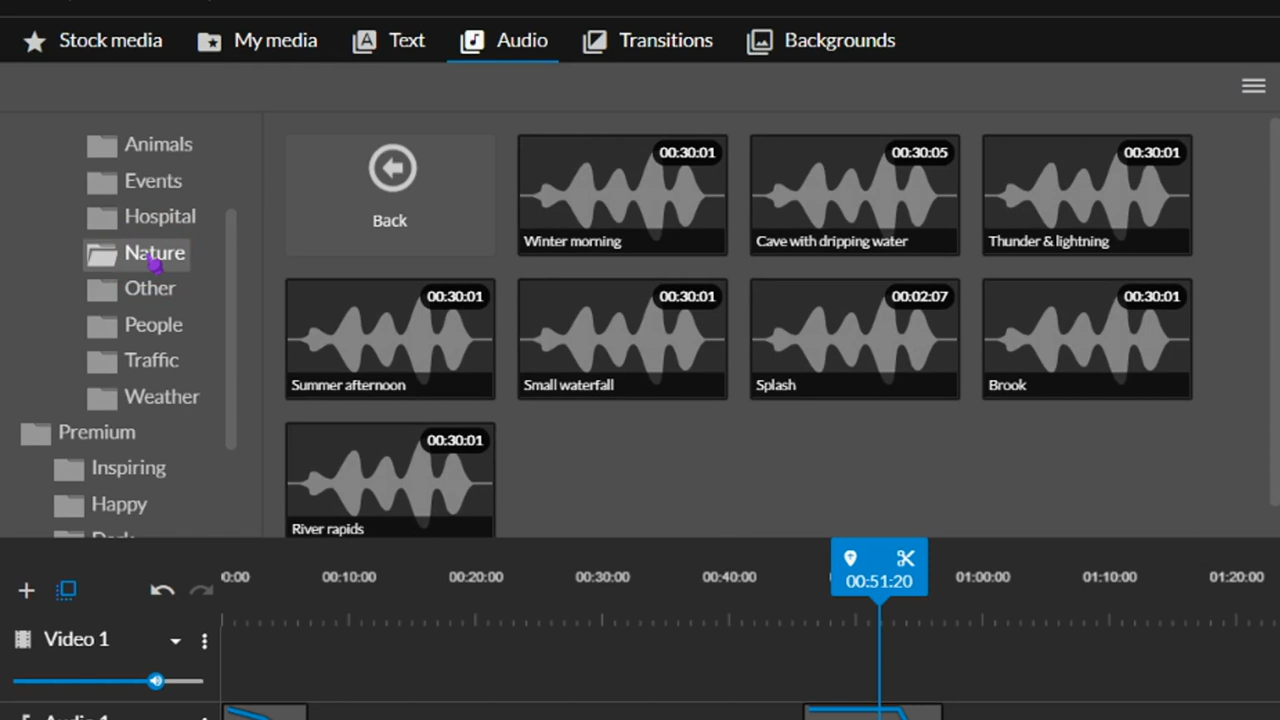 Stock media My media Text Audio Transitions Backgrounds
Animals
Events
Hospital
Nature
Other
People
Traffic
Weather
Premium
Inspiring
Happy
Back
00:30:01
Winter morning
00:30:05
Cave with dripping water
00:30:01
Thunder & lightning
00:30:01
Summer afternoon
00:30:01
Small waterfall
00:02:07
Splash
00:30:01
Brook
00:30:01
River rapids
0:00 00:10:00 00:20:00 00:30:00 00:40:00 00:51:20 01:00:00 01:10:00 01:20:00
Video 1
Audio 1